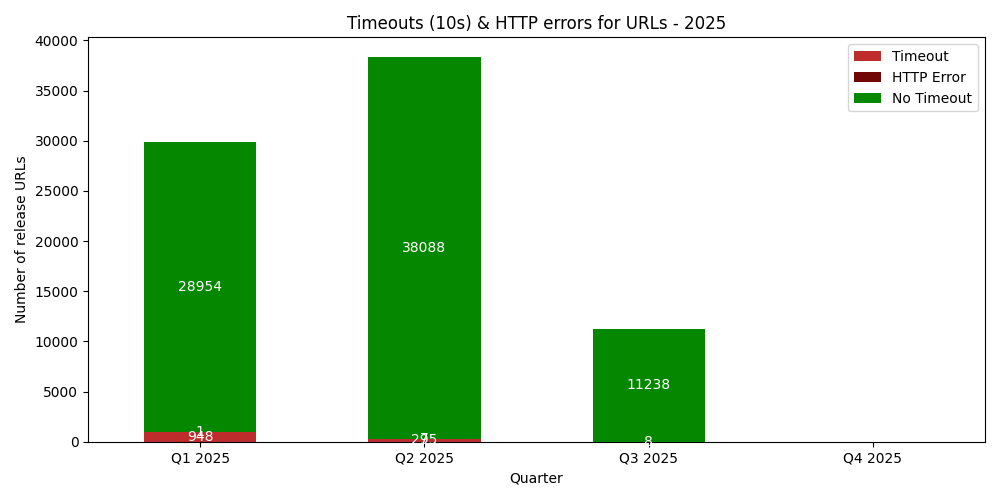 Timeouts (10s) & HTTP errors for URLs - 2025
Number of release URLs
40000
35000
30000
25000
20000
15000
10000
5000
0
Timeout
HTTP Error
No Timeout
28954
1
948
38088
295
11238
8
Q1 2025
Q2 2025
Q3 2025
Q4 2025
Quarter